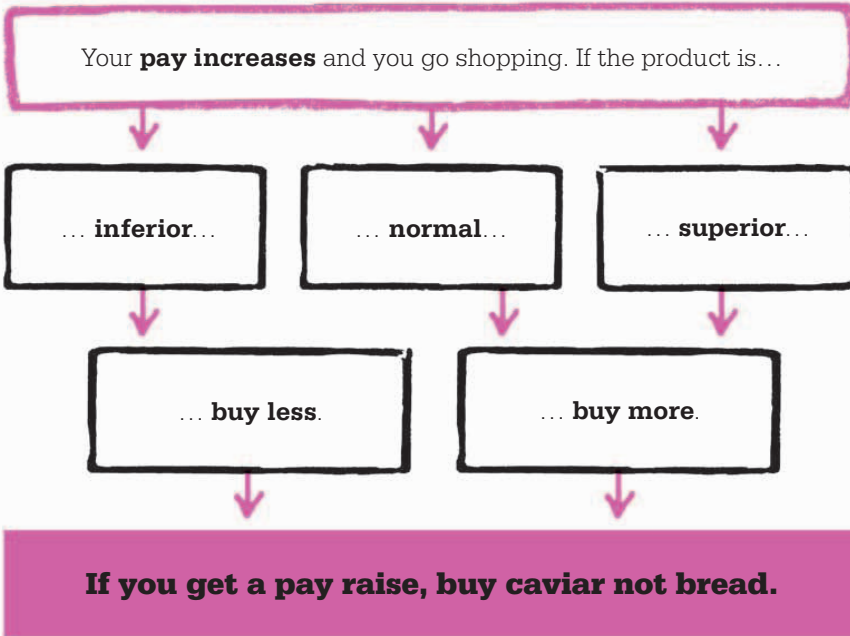 Your pay increases and you go shopping. If the product is…
… inferior…
… normal…
… superior…
… buy less.
… buy more.
If you get a pay raise, buy caviar not bread.